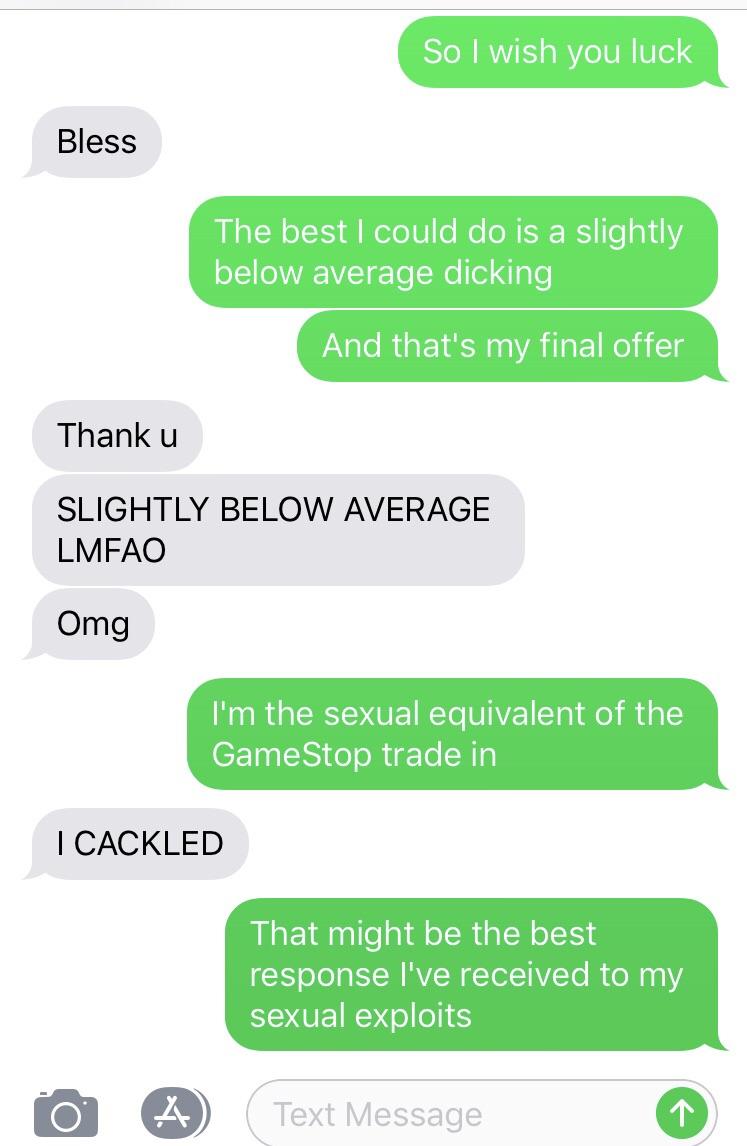 So I wish you luck
Bless
The best I could do is a slightly
below average dicking
And that's my final offer
Thank u
SLIGHTLY BELOW AVERAGE
LMFAO
Omg
I'm the sexual equivalent of the
GameStop trade in
I CACKLED
That might be the best
response I've received to my
sexual exploits
Text Message